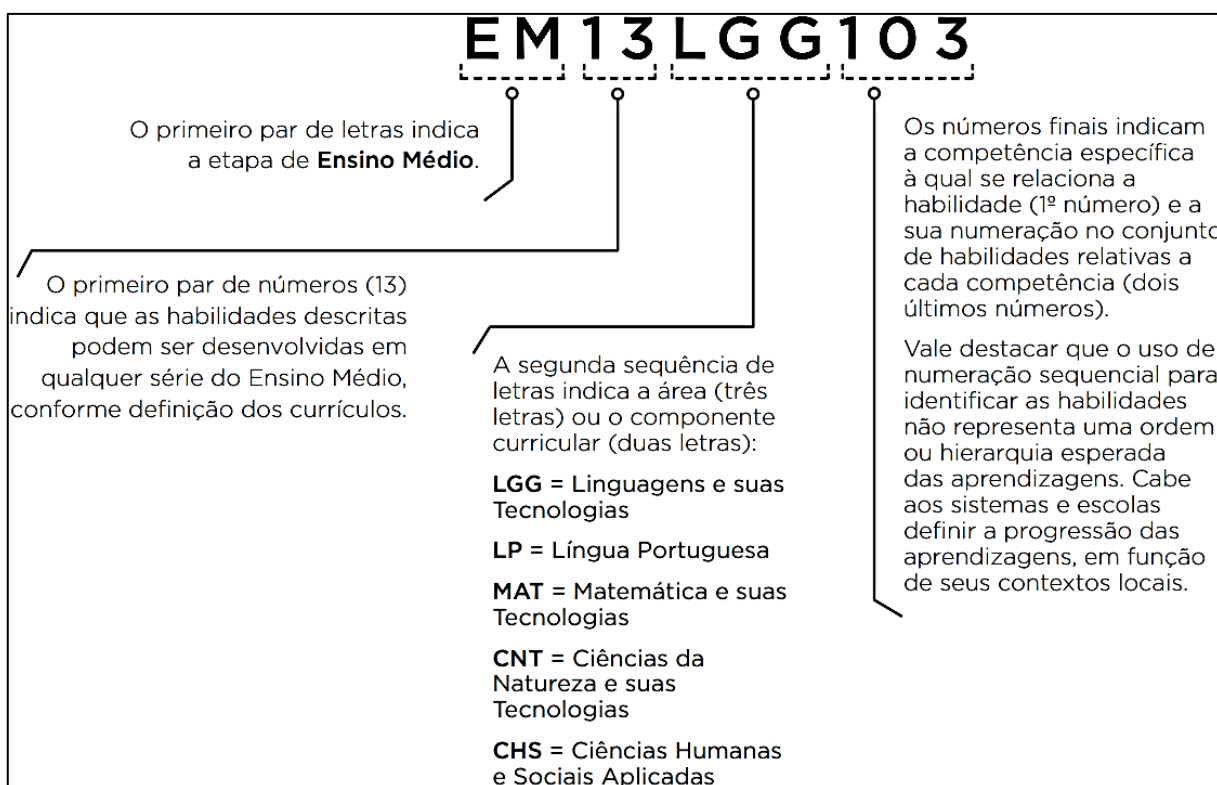 EM13LGG103
O primeiro par de letras indica
a etapa de Ensino Médio.
O primeiro par de números (13)
indica que as habilidades descritas
podem ser desenvolvidas em
qualquer série do Ensino Médio,
conforme definição dos currículos.
A segunda sequência de
letras indica a área (três
letras) ou o componente
curricular (duas letras):
LGG = Linguagens e suas
Tecnologias
LP = Língua Portuguesa
MAT = Matemática e suas
Tecnologias
CNT = Ciências da
Natureza e suas
Tecnologias
CHS = Ciências Humanas
e Sociais Aplicadas
Os números finais indicam
a competência específica
à qual se relaciona a
habilidade (1º número) e a
sua numeração no conjunto
de habilidades relativas a
cada competência (dois
últimos números).
Vale destacar que o uso de
numeração sequencial para
identificar as habilidades
não representa uma ordem
ou hierarquia esperada
das aprendizagens. Cabe
aos sistemas e escolas
definir a progressão das
aprendizagens, em função
de seus contextos locais.